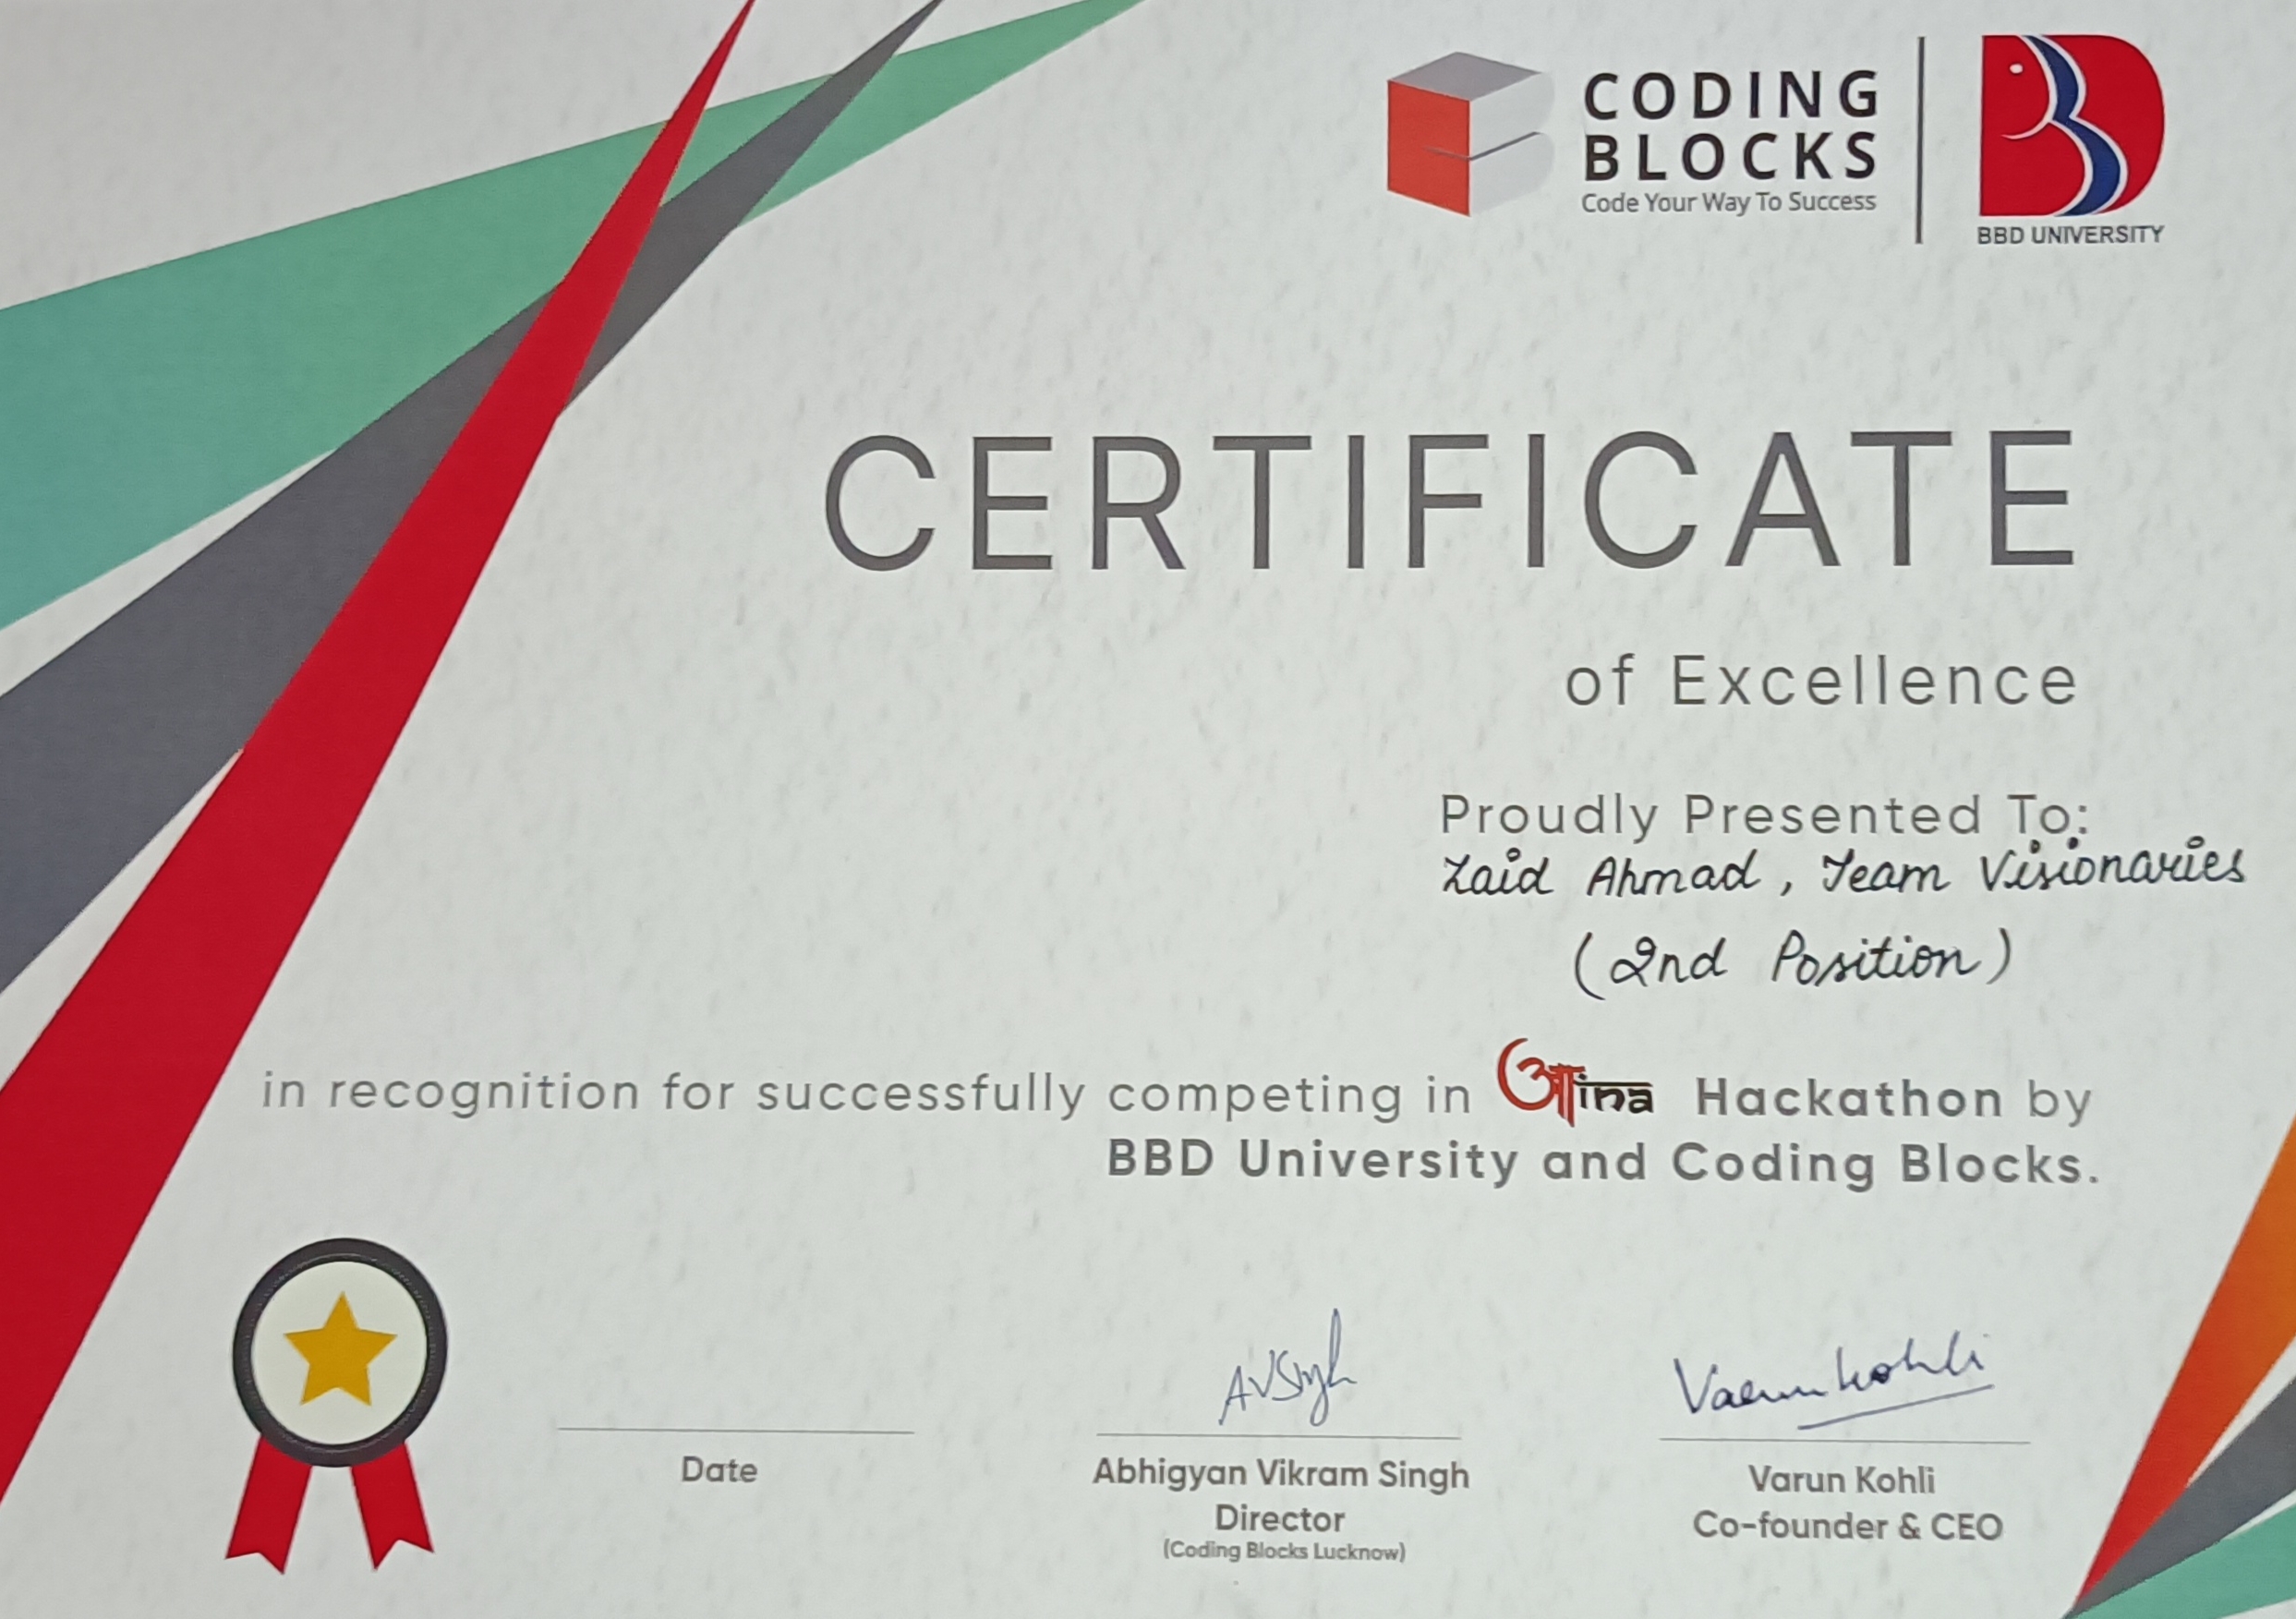 CODING
BLOCKS
Code Your Way To Success
BBD UNIVERSITY
CERTIFICATE
of Excellence
Proudly Presented To:
Zaid Ahmad, Team Visionaries
(2nd Position)
in recognition for successfully competing in आina Hackathon by
BBD University and Coding Blocks.
AVSingh
Varun Kohli
Date
Abhigyan Vikram Singh
Director
(Coding Blocks Lucknow)
Varun Kohli
Co-founder & CEO